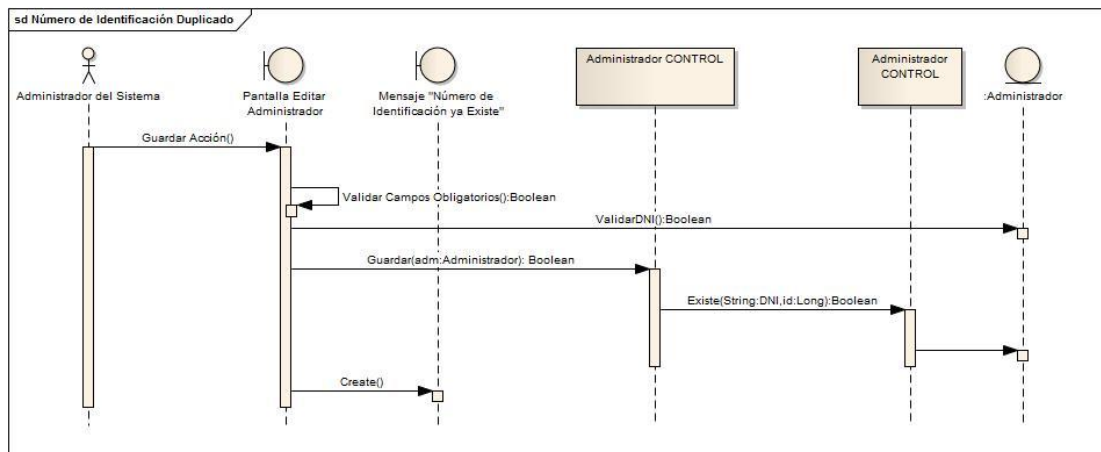 sd Número de Identificación Duplicado
Administrador del Sistema
Pantalla Editar
Administrador
Mensaje "Número de
Identificación ya Existe"
Administrador CONTROL
Administrador
CONTROL
:Administrador
Guardar Acción()
Validar Campos Obligatorios():Boolean
ValidarDNI():Boolean
Guardar(adm:Administrador): Boolean
Existe(String:DNI,id:Long):Boolean
Create()